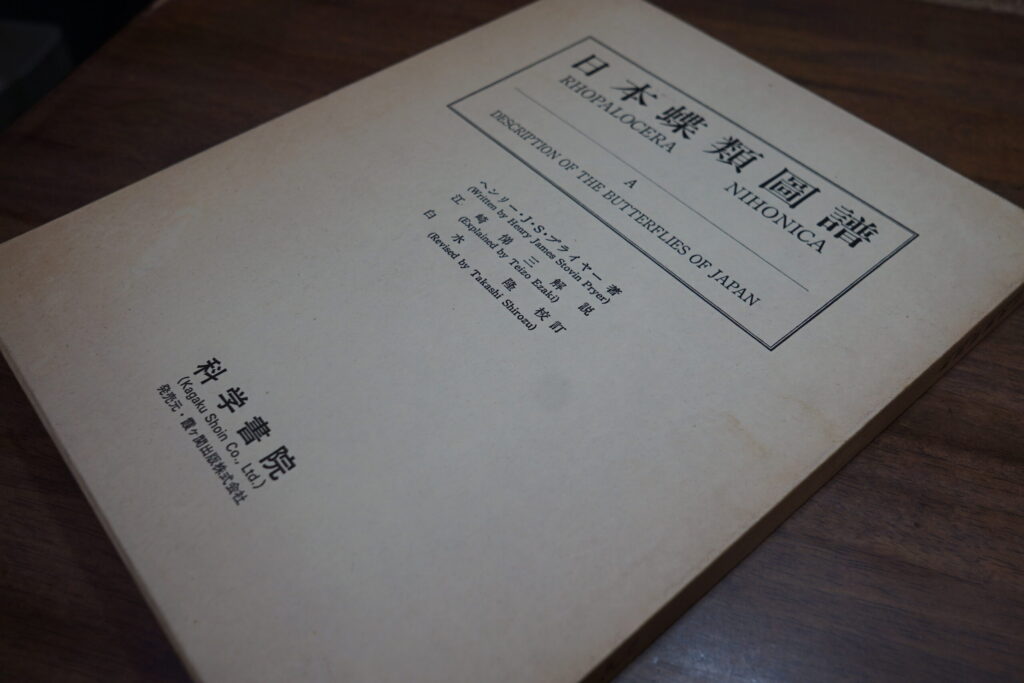 日本蝶類圖譜
RHOPALOCERA NIHONICA
A
DESCRIPTION OF THE BUTTERFLIES OF JAPAN
ヘンリー・J・S・プライヤー 著
(Written by Henry James Stovin Pryer)
江崎悌三 解説
(Explained by Teizo Ezaki)
白水隆 校訂
(Revised by Takashi Shirozu)
科学書院
(Kagaku Shoin Co., Ltd.)
発売元・霞ケ関出版株式会社